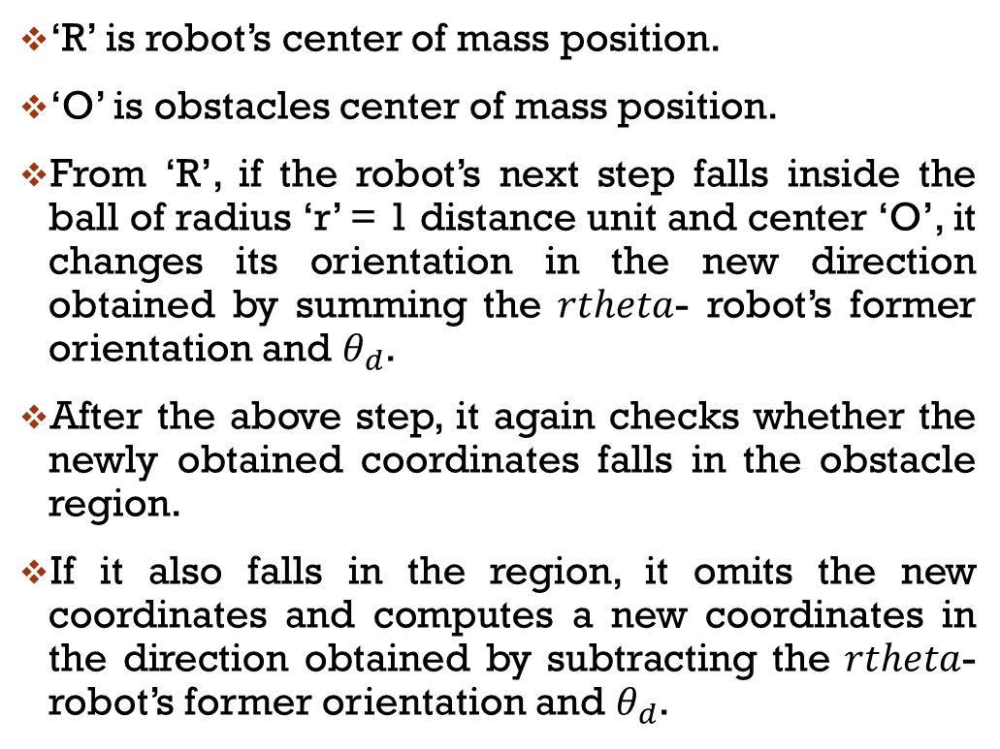 ❖‘R’ is robot’s center of mass position.
❖‘O’ is obstacles center of mass position.
❖From ‘R’, if the robot’s next step falls inside the
ball of radius ‘r’ = 1 distance unit and center ‘O’, it
changes its orientation in the new direction
obtained by summing the 𝑟𝑡ℎ𝑒𝑡𝑎- robot’s former
orientation and 𝜃𝑑.
❖After the above step, it again checks whether the
newly obtained coordinates falls in the obstacle
region.
❖If it also falls in the region, it omits the new
coordinates and computes a new coordinates in
the direction obtained by subtracting the 𝑟𝑡ℎ𝑒𝑡𝑎-
robot’s former orientation and 𝜃𝑑.